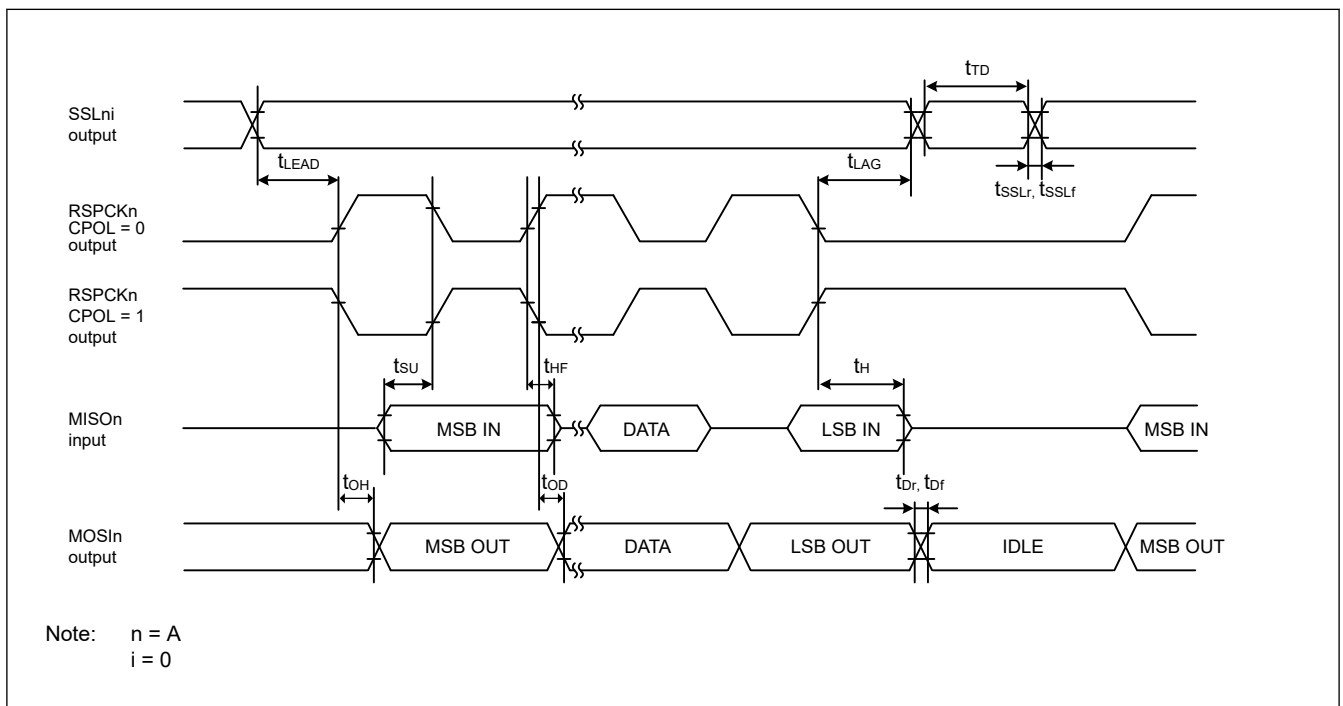 tTD
SSLni
output
tLEAD
tLAG
tSSLr, tSSLf
RSPCKn
CPOL = 0
output
RSPCKn
CPOL = 1
output
tSU
tHF
tH
MISOn
input
MSB IN
DATA
LSB IN
MSB IN
tOH
tOD
tDr, tDf
MOSIn
output
MSB OUT
DATA
LSB OUT
IDLE
MSB OUT
Note: n = A
i = 0